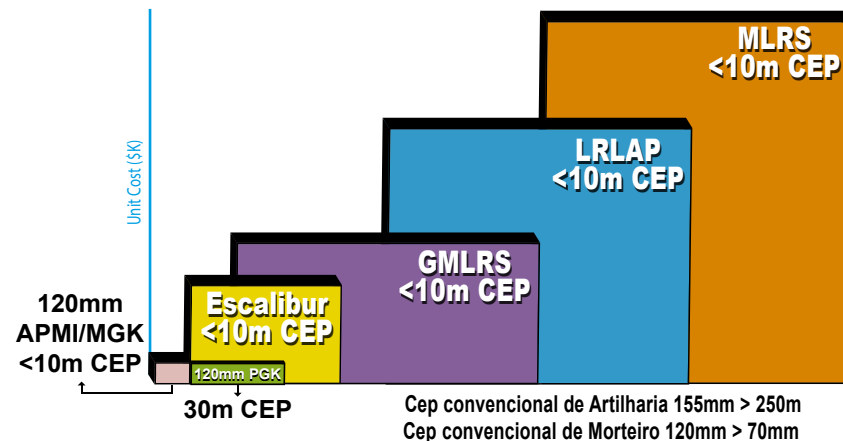 MLRS
<10m CEP
LRLAP
<10m CEP
GMLRS
<10m CEP
Escalibur
<10m CEP
120mm PGK
Unit Cost ($K)
120mm
APMI/MGK
<10m CEP
30m CEP
Cep convencional de Artilharia 155mm > 250m
Cep convencional de Morteiro 120mm > 70mm